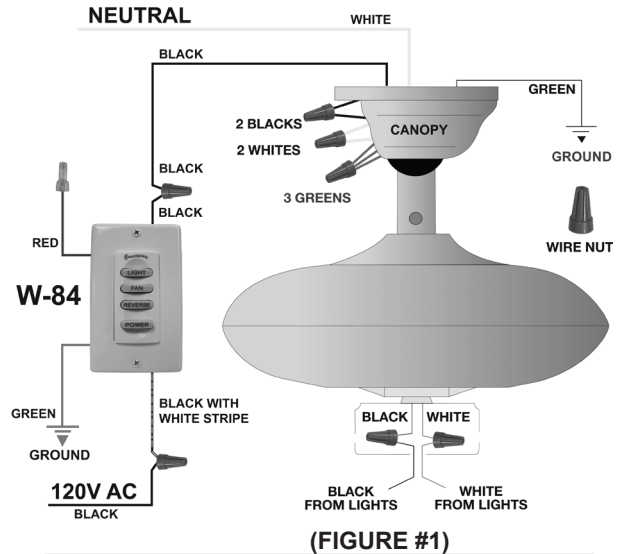 NEUTRAL
WHITE
BLACK
GREEN
2 BLACKS
CANOPY
2 WHITES
GROUND
BLACK
3 GREENS
BLACK
RED
WIRE NUT
LIGHT
FAN
W-84
REVERSE
POWER
BLACK WITH
WHITE STRIPE
GREEN
BLACK
WHITE
GROUND
120V AC
BLACK
BLACK
FROM LIGHTS
WHITE
FROM LIGHTS
(FIGURE #1)